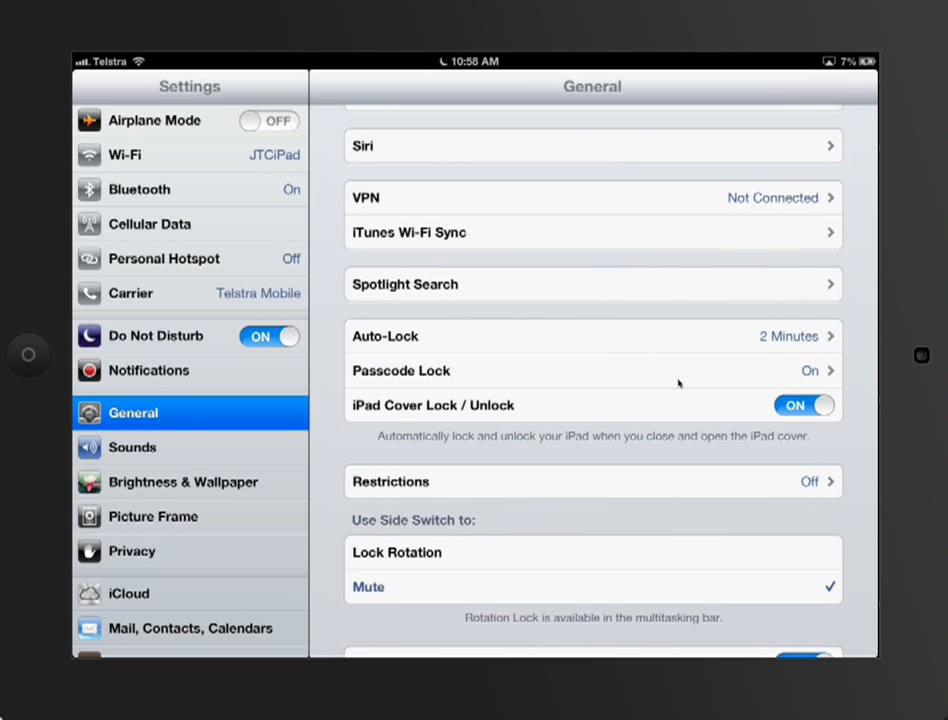 Telstra 10:58 AM 7%
Settings
Airplane Mode OFF
Wi-Fi JTCiPad
Bluetooth On
Cellular Data
Personal Hotspot Off
Carrier Telstra Mobile
Do Not Disturb ON
Notifications
General
Sounds
Brightness & Wallpaper
Picture Frame
Privacy
iCloud
Mail, Contacts, Calendars
General
Siri
VPN Not Connected
iTunes Wi-Fi Sync
Spotlight Search
Auto-Lock 2 Minutes
Passcode Lock On
iPad Cover Lock / Unlock ON
Automatically lock and unlock your iPad when you close and open the iPad cover.
Restrictions Off
Use Side Switch to:
Lock Rotation
Mute
Rotation Lock is available in the multitasking bar.